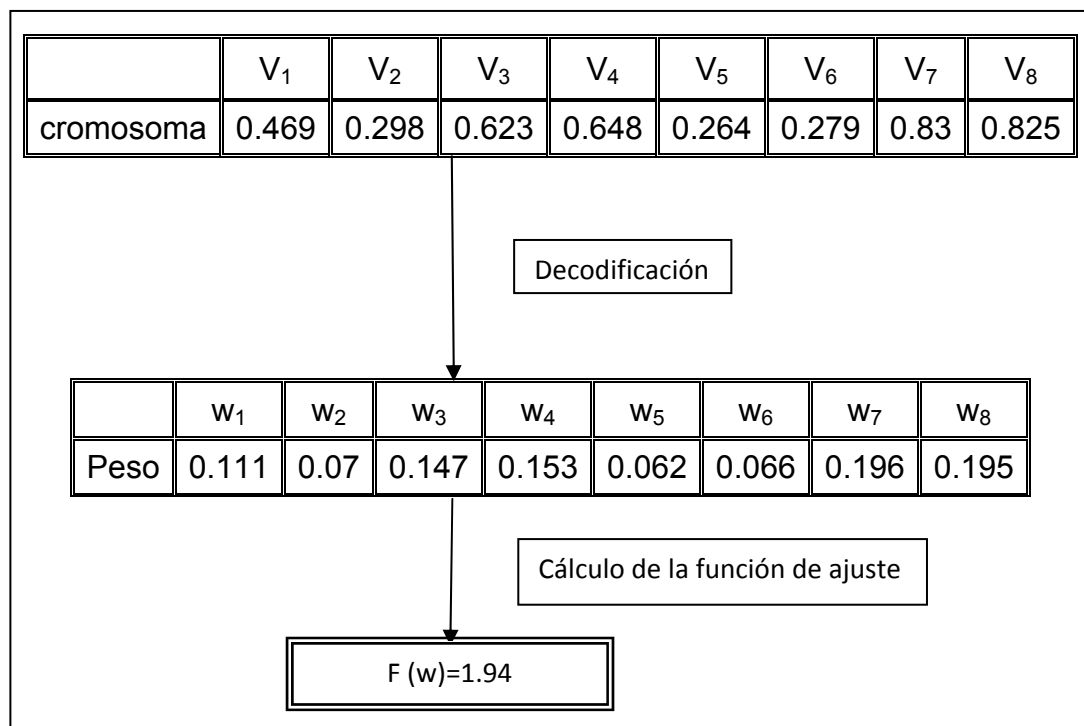 V₁ V₂ V₃ V₄ V₅ V₆ V₇ V₈
cromosoma 0.469 0.298 0.623 0.648 0.264 0.279 0.83 0.825
Decodificación
w₁ w₂ w₃ w₄ w₅ w₆ w₇ w₈
Peso 0.111 0.07 0.147 0.153 0.062 0.066 0.196 0.195
Cálculo de la función de ajuste
F (w)=1.94